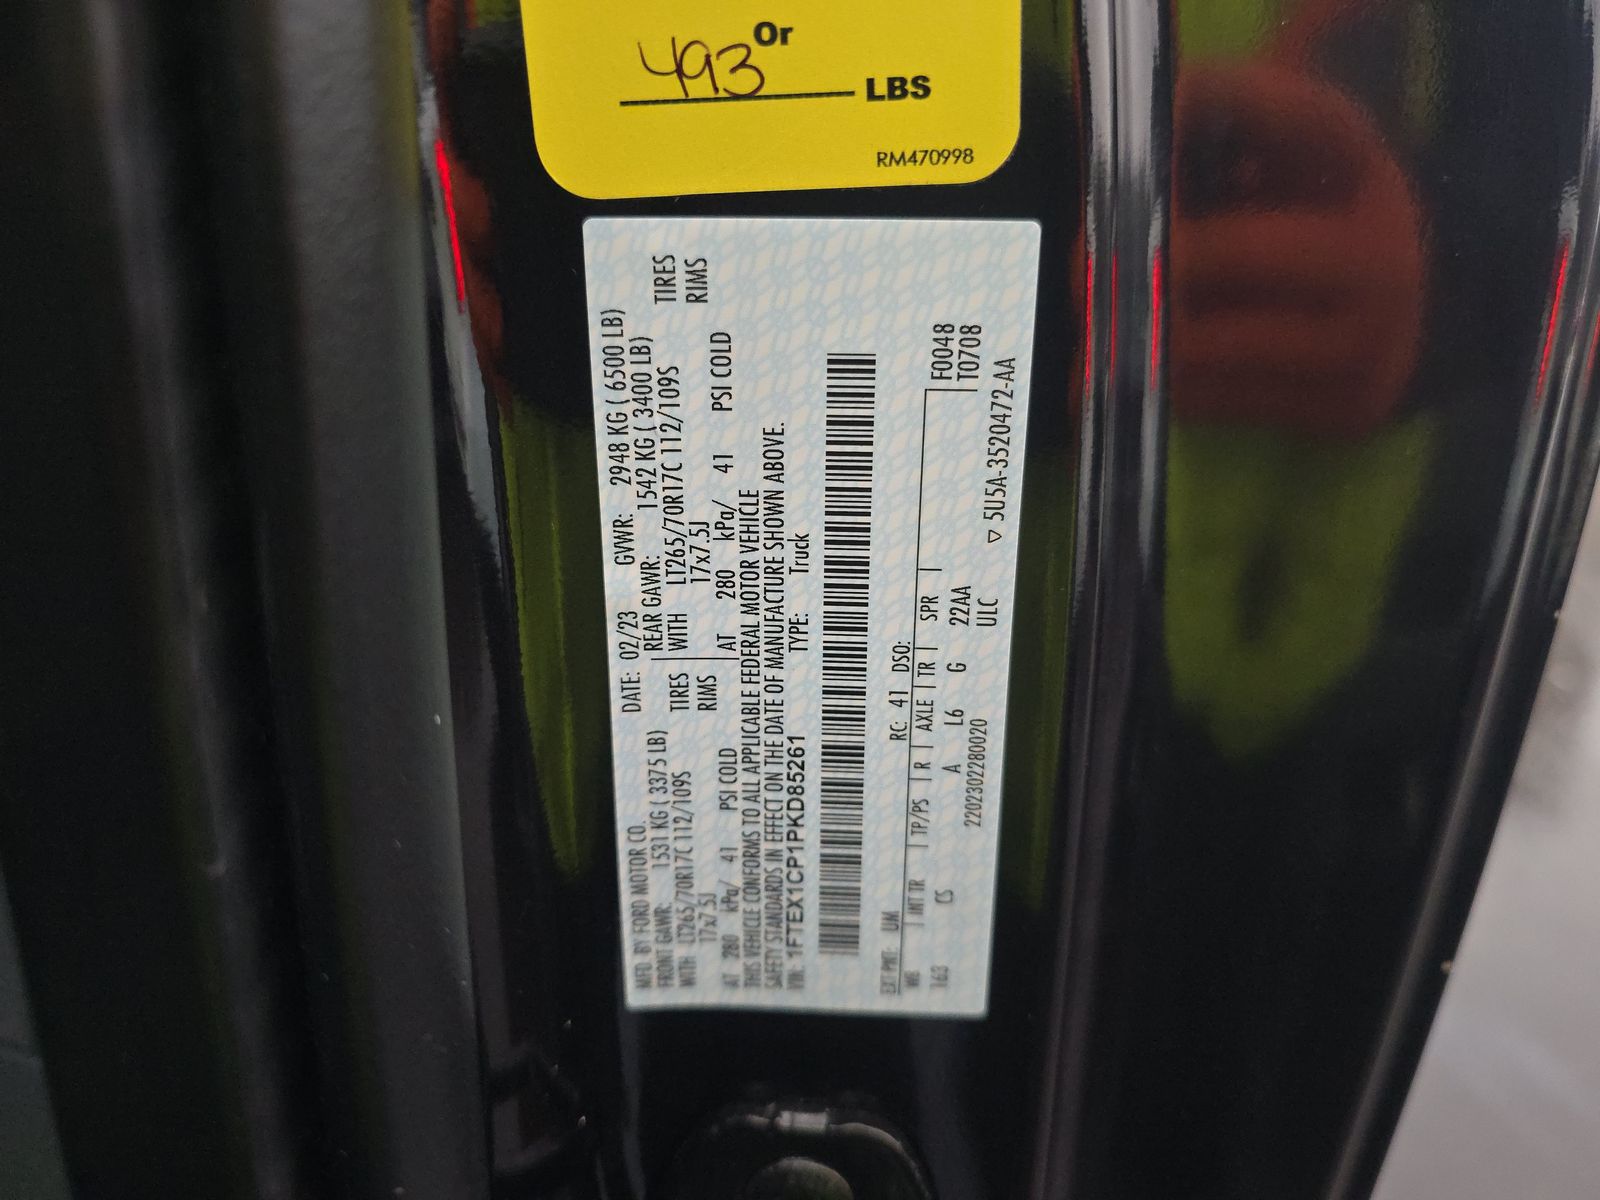 Or
493 LBS
RM470998
MFD. BY FORD MOTOR CO.
DATE: 02/23 GVWR: 2948 KG ( 6500 LB)
FRONT GAWR: 1531 KG ( 3375 LB) REAR GAWR: 1542 KG ( 3400 LB)
WITH LT265/70R17C 112/109S TIRES WITH LT265/70R17C 112/109S TIRES
17x7.5J RIMS 17x7.5J RIMS
AT 280 kPa/ 41 PSI COLD AT 280 kPa/ 41 PSI COLD
THIS VEHICLE CONFORMS TO ALL APPLICABLE FEDERAL MOTOR VEHICLE
SAFETY STANDARDS IN EFFECT ON THE DATE OF MANUFACTURE SHOWN ABOVE.
VIN: 1FTEX1CP1PKD85261 TYPE: Truck
EXT PNT: UM RC: 41 DSO:
WB INT TR TP/PS R AXLE TR SPR F0048
163 CS A L6 G 22AA T0708
2202302280020 ULC
▽ 5U5A-3520472-AA